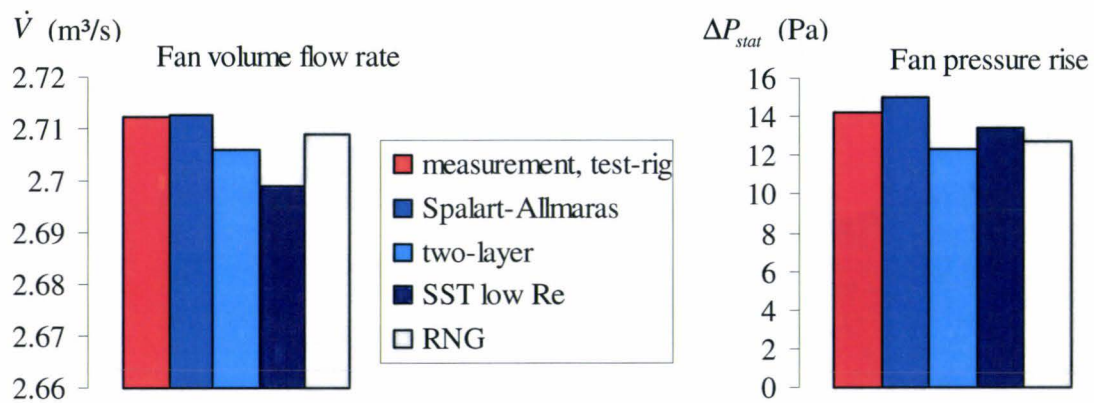 V̇ (m³/s)
Fan volume flow rate
2.72
2.71
2.7
2.69
2.68
2.67
2.66
measurement, test-rig
Spalart-Allmaras
two-layer
SST low Re
RNG
ΔP_stat (Pa)
Fan pressure rise
16
14
12
10
8
6
4
2
0